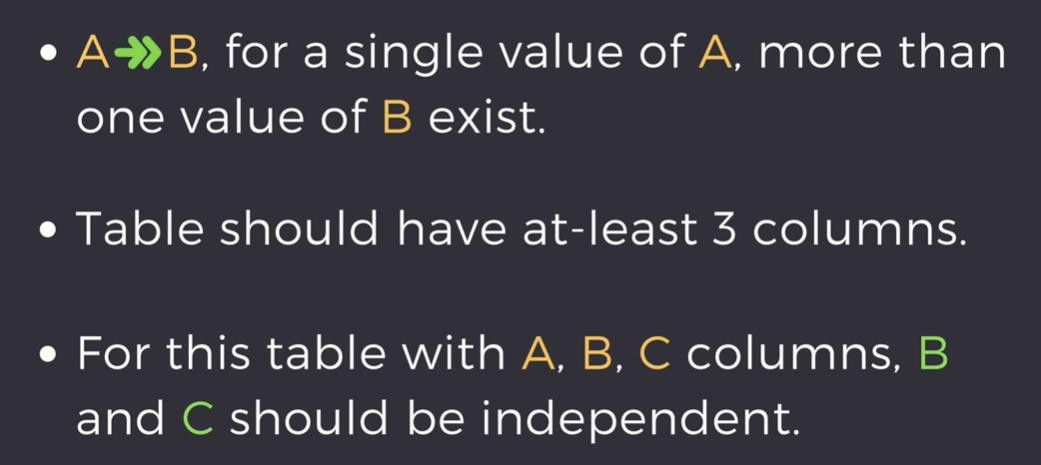 • A ↠ B, for a single value of A, more than
one value of B exist.
• Table should have at-least 3 columns.
• For this table with A, B, C columns, B
and C should be independent.